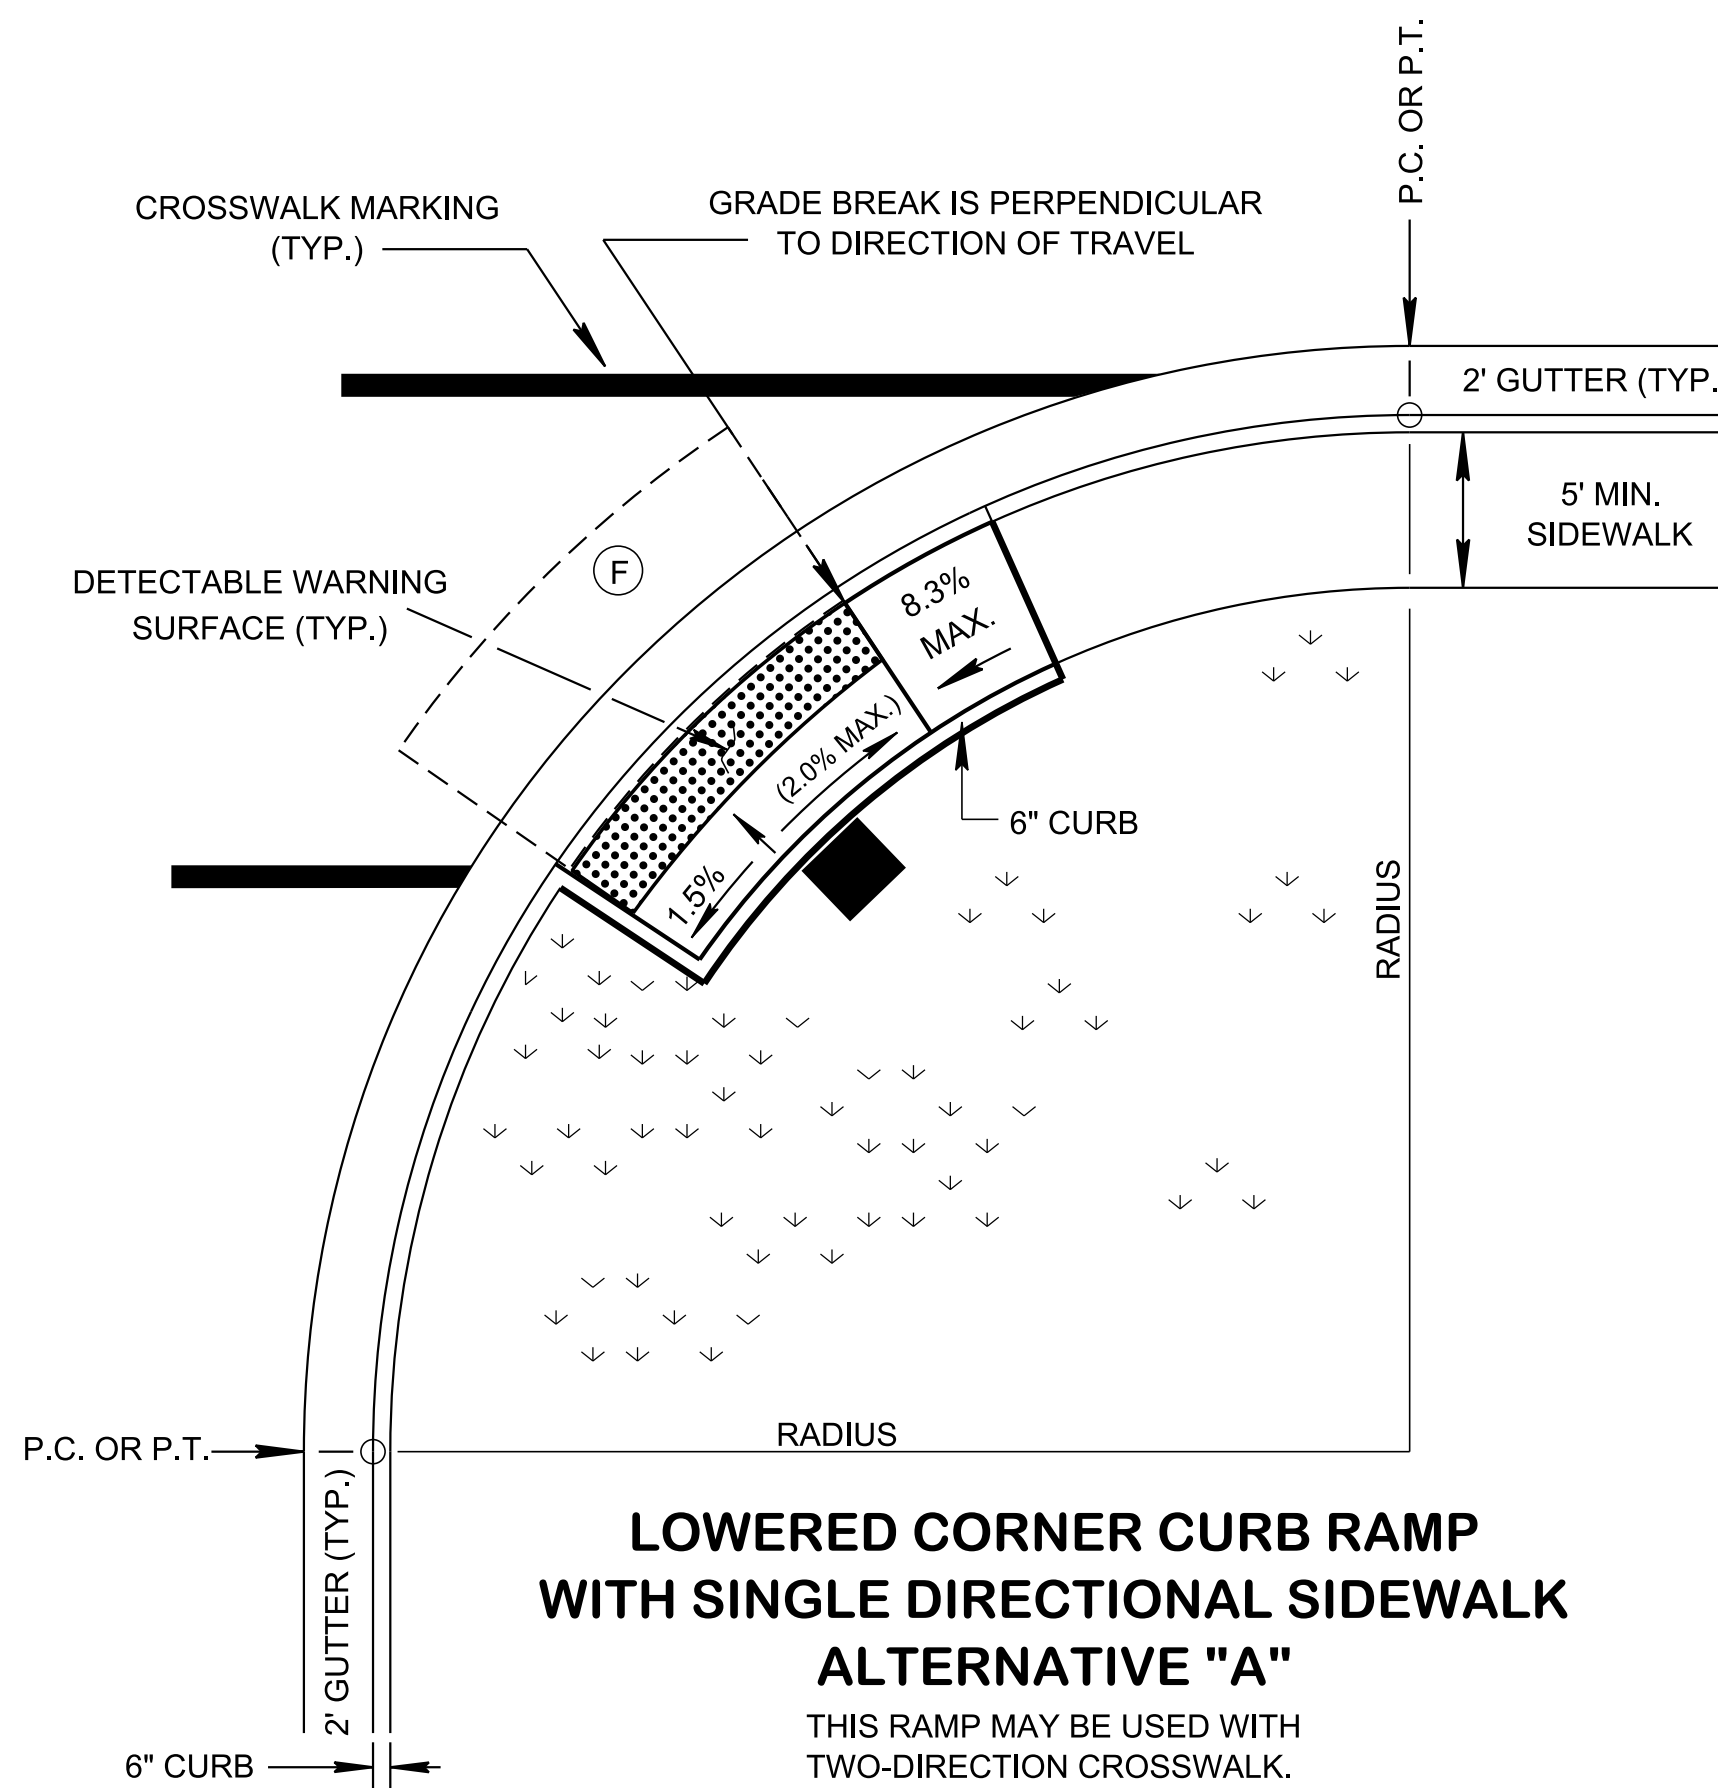 P.C. OR P.T.
CROSSWALK MARKING
(TYP.)
GRADE BREAK IS PERPENDICULAR
TO DIRECTION OF TRAVEL
2' GUTTER (TYP.
5' MIN.
SIDEWALK
F
DETECTABLE WARNING
SURFACE (TYP.)
8.3%
MAX.
(2.0% MAX.)
1.5%
6" CURB
RADIUS
RADIUS
P.C. OR P.T.
2' GUTTER (TYP.)
6" CURB
LOWERED CORNER CURB RAMP
WITH SINGLE DIRECTIONAL SIDEWALK
ALTERNATIVE "A"
THIS RAMP MAY BE USED WITH
TWO-DIRECTION CROSSWALK.